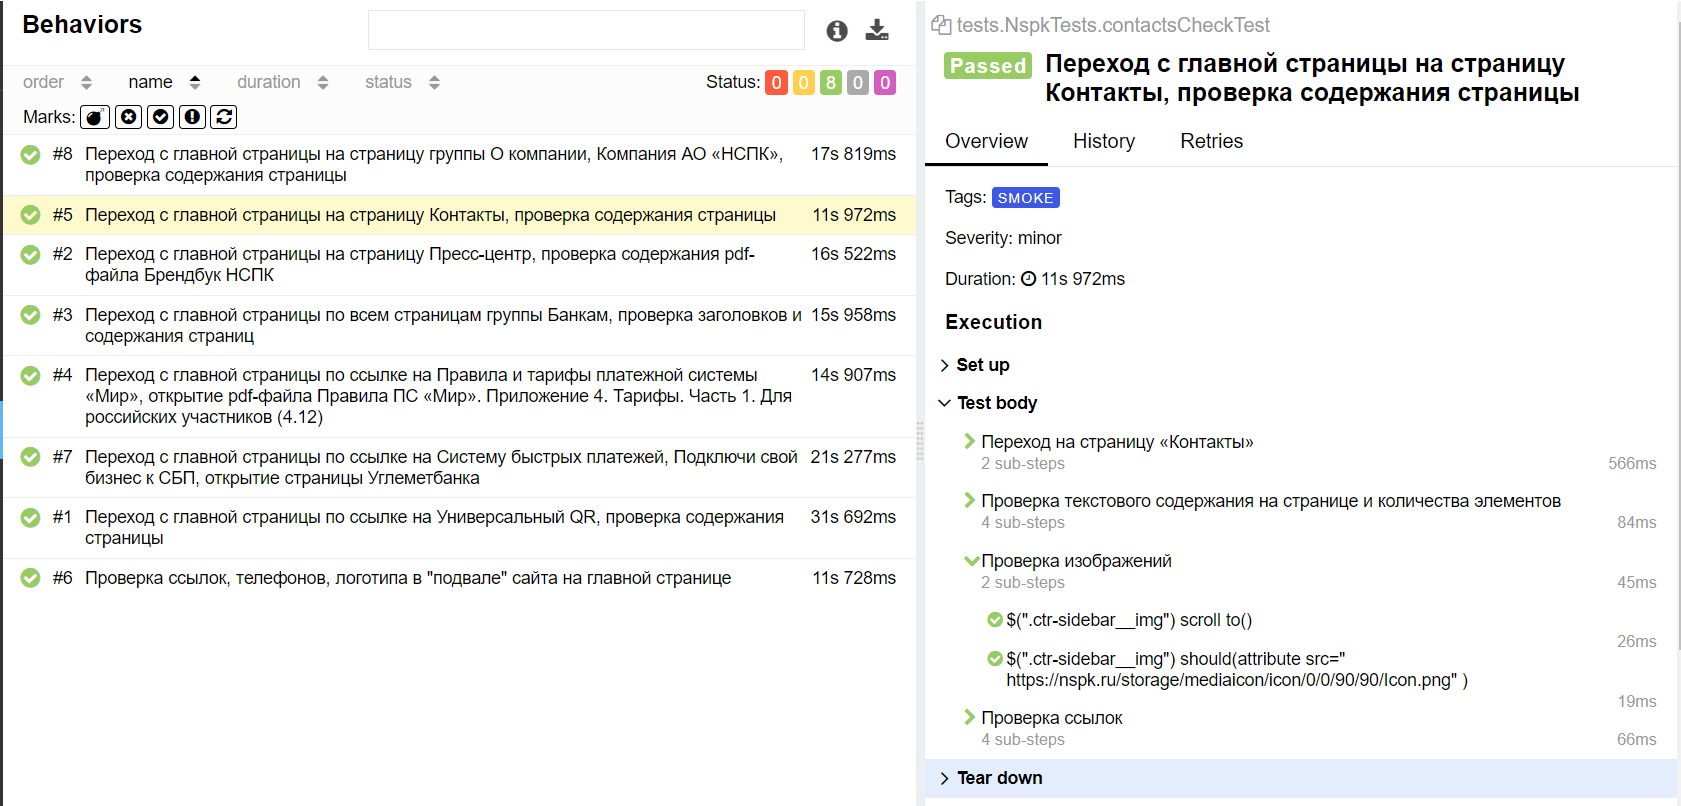 Behaviors
order name duration status Status: 0 0 8 0 0
Marks:
#8 Переход с главной страницы на страницу группы О компании, Компания АО «НСПК», 17s 819ms
проверка содержания страницы
#5 Переход с главной страницы на страницу Контакты, проверка содержания страницы 11s 972ms
#2 Переход с главной страницы на страницу Пресс-центр, проверка содержания pdf- 16s 522ms
файла Брендбук НСПК
#3 Переход с главной страницы по всем страницам группы Банкам, проверка заголовков и 15s 958ms
содержания страниц
#4 Переход с главной страницы по ссылке на Правила и тарифы платежной системы 14s 907ms
«Мир», открытие pdf-файла Правила ПС «Мир». Приложение 4. Тарифы. Часть 1. Для
российских участников (4.12)
#7 Переход с главной страницы по ссылке на Систему быстрых платежей, Подключи свой 21s 277ms
бизнес к СБП, открытие страницы Углеметбанка
#1 Переход с главной страницы по ссылке на Универсальный QR, проверка содержания 31s 692ms
страницы
#6 Проверка ссылок, телефонов, логотипа в "подвале" сайта на главной странице 11s 728ms
tests.NspkTests.contactsCheckTest
Passed Переход с главной страницы на страницу
Контакты, проверка содержания страницы
Overview History Retries
Tags: SMOKE
Severity: minor
Duration: 11s 972ms
Execution
Set up
Test body
Переход на страницу «Контакты»
2 sub-steps 566ms
Проверка текстового содержания на странице и количества элементов
4 sub-steps 84ms
Проверка изображений
2 sub-steps 45ms
$(".ctr-sidebar__img") scroll to()
26ms
$(".ctr-sidebar__img") should(attribute src="
https://nspk.ru/storage/mediaicon/icon/0/0/90/90/Icon.png" )
19ms
Проверка ссылок
4 sub-steps 66ms
Tear down